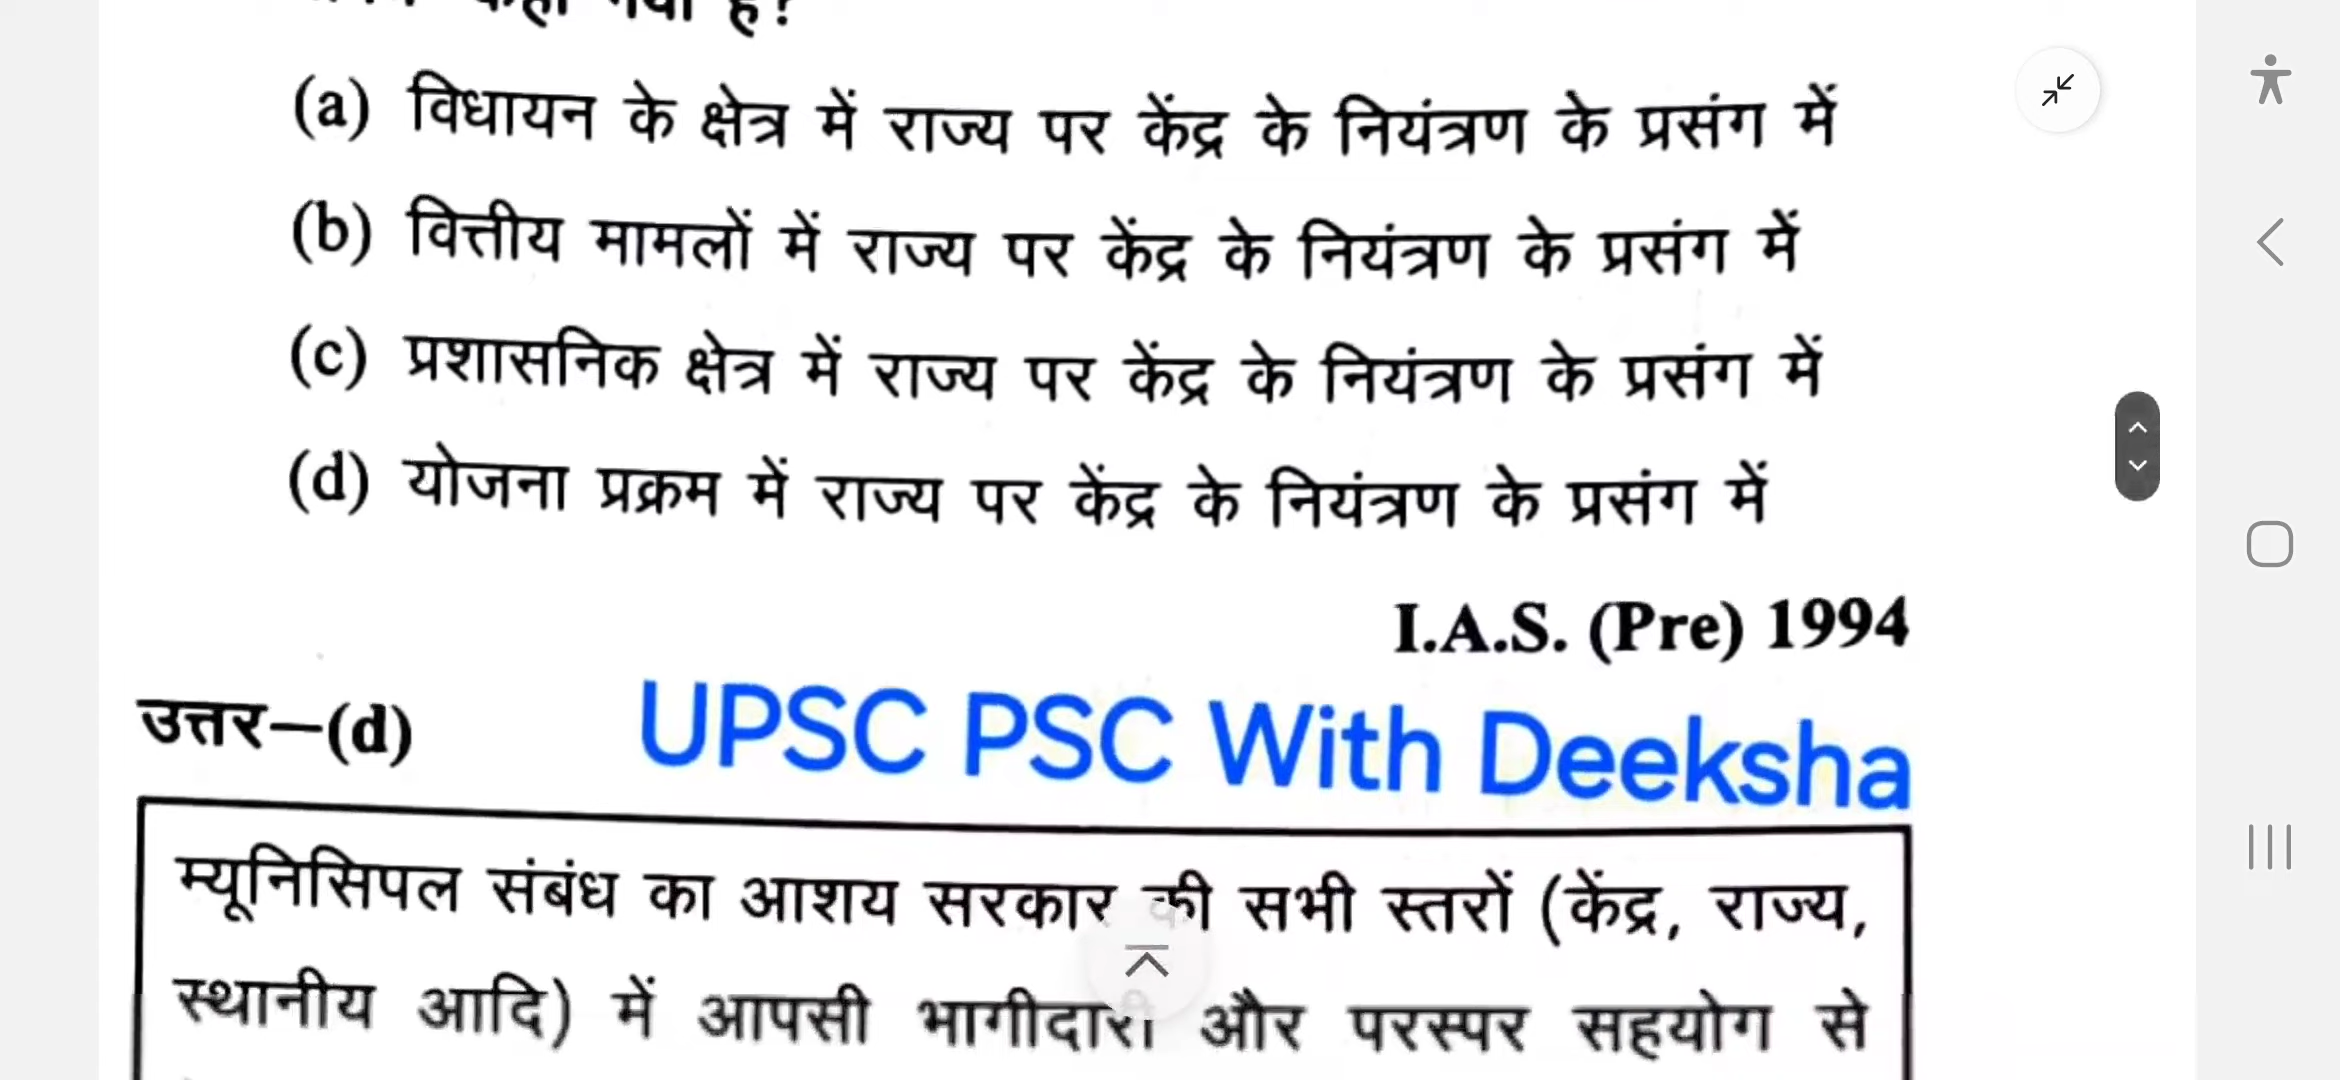 (a) विधायन के क्षेत्र में राज्य पर केंद्र के नियंत्रण के प्रसंग में
(b) वित्तीय मामलों में राज्य पर केंद्र के नियंत्रण के प्रसंग में
(c) प्रशासनिक क्षेत्र में राज्य पर केंद्र के नियंत्रण के प्रसंग में
(d) योजना प्रक्रम में राज्य पर केंद्र के नियंत्रण के प्रसंग में
I.A.S. (Pre) 1994
उत्तर–(d)
UPSC PSC With Deeksha
म्यूनिसिपल संबंध का आशय सरकार की सभी स्तरों (केंद्र, राज्य,
स्थानीय आदि) में आपसी भागीदारी और परस्पर सहयोग से